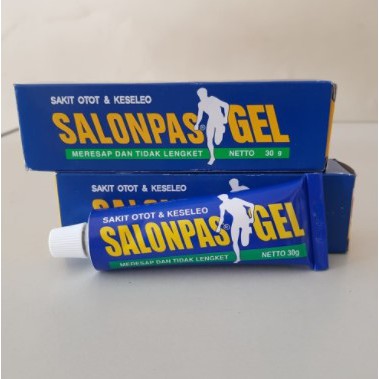 SAKIT OTOT & KESELEO
SALONPAS® GEL
MERESAP DAN TIDAK LENGKET NETTO 30 g
SAKIT OTOT & KESELEO
SAKIT OTOT & KESELEO
SALONPAS® GEL
MERESAP DAN TIDAK LENGKET NETTO 30g